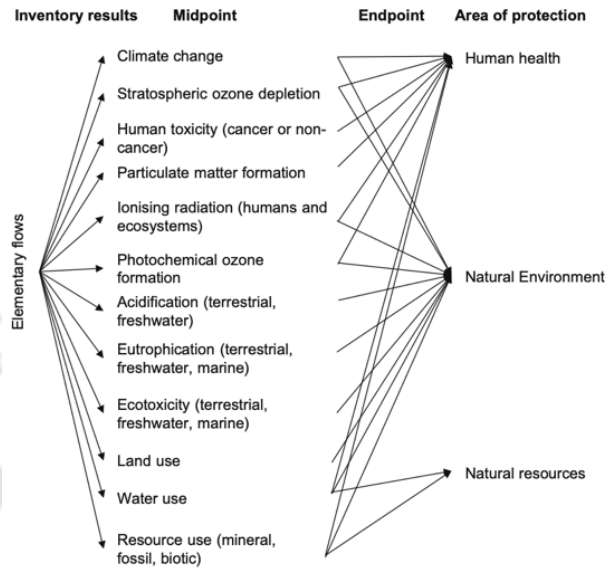 Inventory results Midpoint Endpoint Area of protection
Elementary flows
Climate change
Stratospheric ozone depletion
Human toxicity (cancer or non-
cancer)
Particulate matter formation
Ionising radiation (humans and
ecosystems)
Photochemical ozone
formation
Acidification (terrestrial,
freshwater)
Eutrophication (terrestrial,
freshwater, marine)
Ecotoxicity (terrestrial,
freshwater, marine)
Land use
Water use
Resource use (mineral,
fossil, biotic)
Human health
Natural Environment
Natural resources